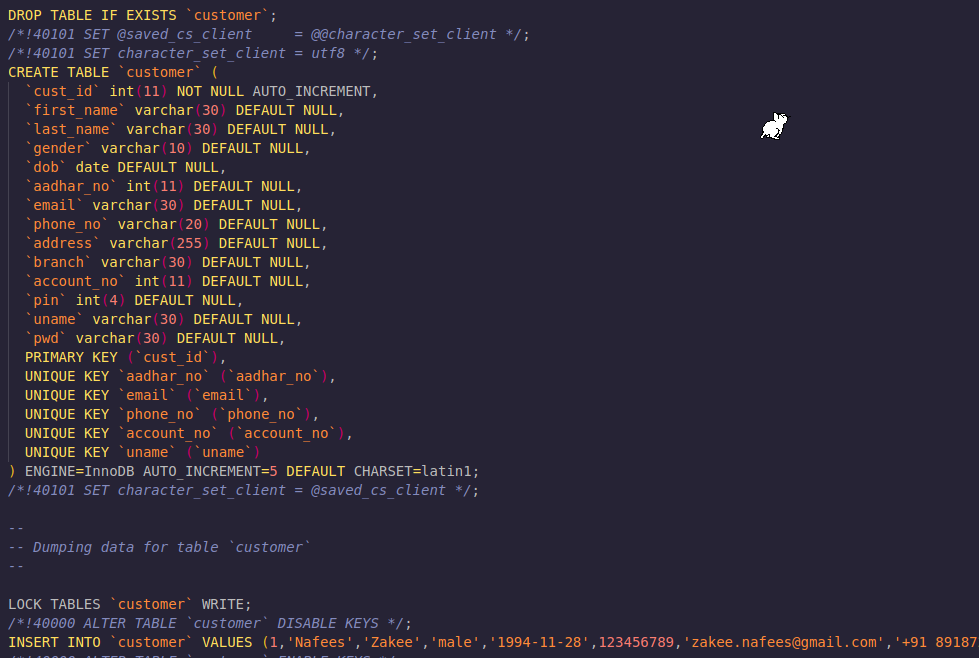 DROP TABLE IF EXISTS `customer`;
/*!40101 SET @saved_cs_client     = @@character_set_client */;
/*!40101 SET character_set_client = utf8 */;
CREATE TABLE `customer` (
  `cust_id` int(11) NOT NULL AUTO_INCREMENT,
  `first_name` varchar(30) DEFAULT NULL,
  `last_name` varchar(30) DEFAULT NULL,
  `gender` varchar(10) DEFAULT NULL,
  `dob` date DEFAULT NULL,
  `aadhar_no` int(11) DEFAULT NULL,
  `email` varchar(30) DEFAULT NULL,
  `phone_no` varchar(20) DEFAULT NULL,
  `address` varchar(255) DEFAULT NULL,
  `branch` varchar(30) DEFAULT NULL,
  `account_no` int(11) DEFAULT NULL,
  `pin` int(4) DEFAULT NULL,
  `uname` varchar(30) DEFAULT NULL,
  `pwd` varchar(30) DEFAULT NULL,
  PRIMARY KEY (`cust_id`),
  UNIQUE KEY `aadhar_no` (`aadhar_no`),
  UNIQUE KEY `email` (`email`),
  UNIQUE KEY `phone_no` (`phone_no`),
  UNIQUE KEY `account_no` (`account_no`),
  UNIQUE KEY `uname` (`uname`)
) ENGINE=InnoDB AUTO_INCREMENT=5 DEFAULT CHARSET=latin1;
/*!40101 SET character_set_client = @saved_cs_client */;
--
-- Dumping data for table `customer`
--
LOCK TABLES `customer` WRITE;
/*!40000 ALTER TABLE `customer` DISABLE KEYS */;
INSERT INTO `customer` VALUES (1,'Nafees','Zakee','male','1994-11-28',123456789,'zakee.nafees@gmail.com','+91 89187
/*!40000 ALTER TABLE `customer` ENABLE KEYS */;